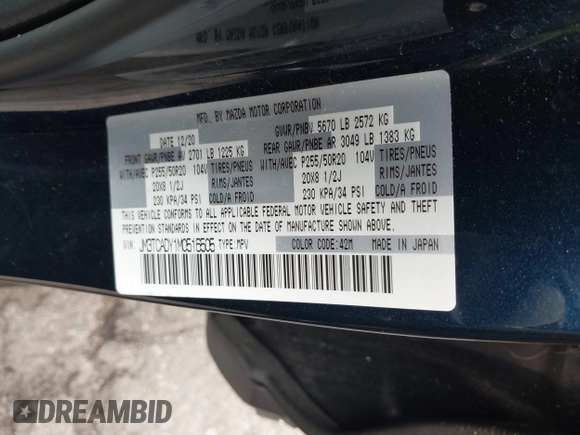 MFG. BY MAZDA MOTOR CORPORATION
DATE 12/20
GVWR/PNBV 5670 LB 2572 KG
FRONT GAWR/PNBE AV 2701 LB 1225 KG
REAR GAWR/PNBE AR 3049 LB 1383 KG
WITH/AVEC P255/50R20 104V TIRES/PNEUS
WITH/AVEC P255/50R20 104V TIRES/PNEUS
20X8 1/2J RIMS/JANTES
20X8 1/2J RIMS/JANTES
230 KPA/34 PSI COLD/A FROID
230 KPA/34 PSI COLD/A FROID
THIS VEHICLE CONFORMS TO ALL APPLICABLE FEDERAL MOTOR VEHICLE SAFETY AND THEFT
PREVENTION STANDARDS IN EFFECT ON THE DATE OF MANUFACTURE SHOWN ABOVE.
VIN: JM3TCADY1M0516505 TYPE:MPV COLOR CODE:42M MADE IN JAPAN
DREAMBID